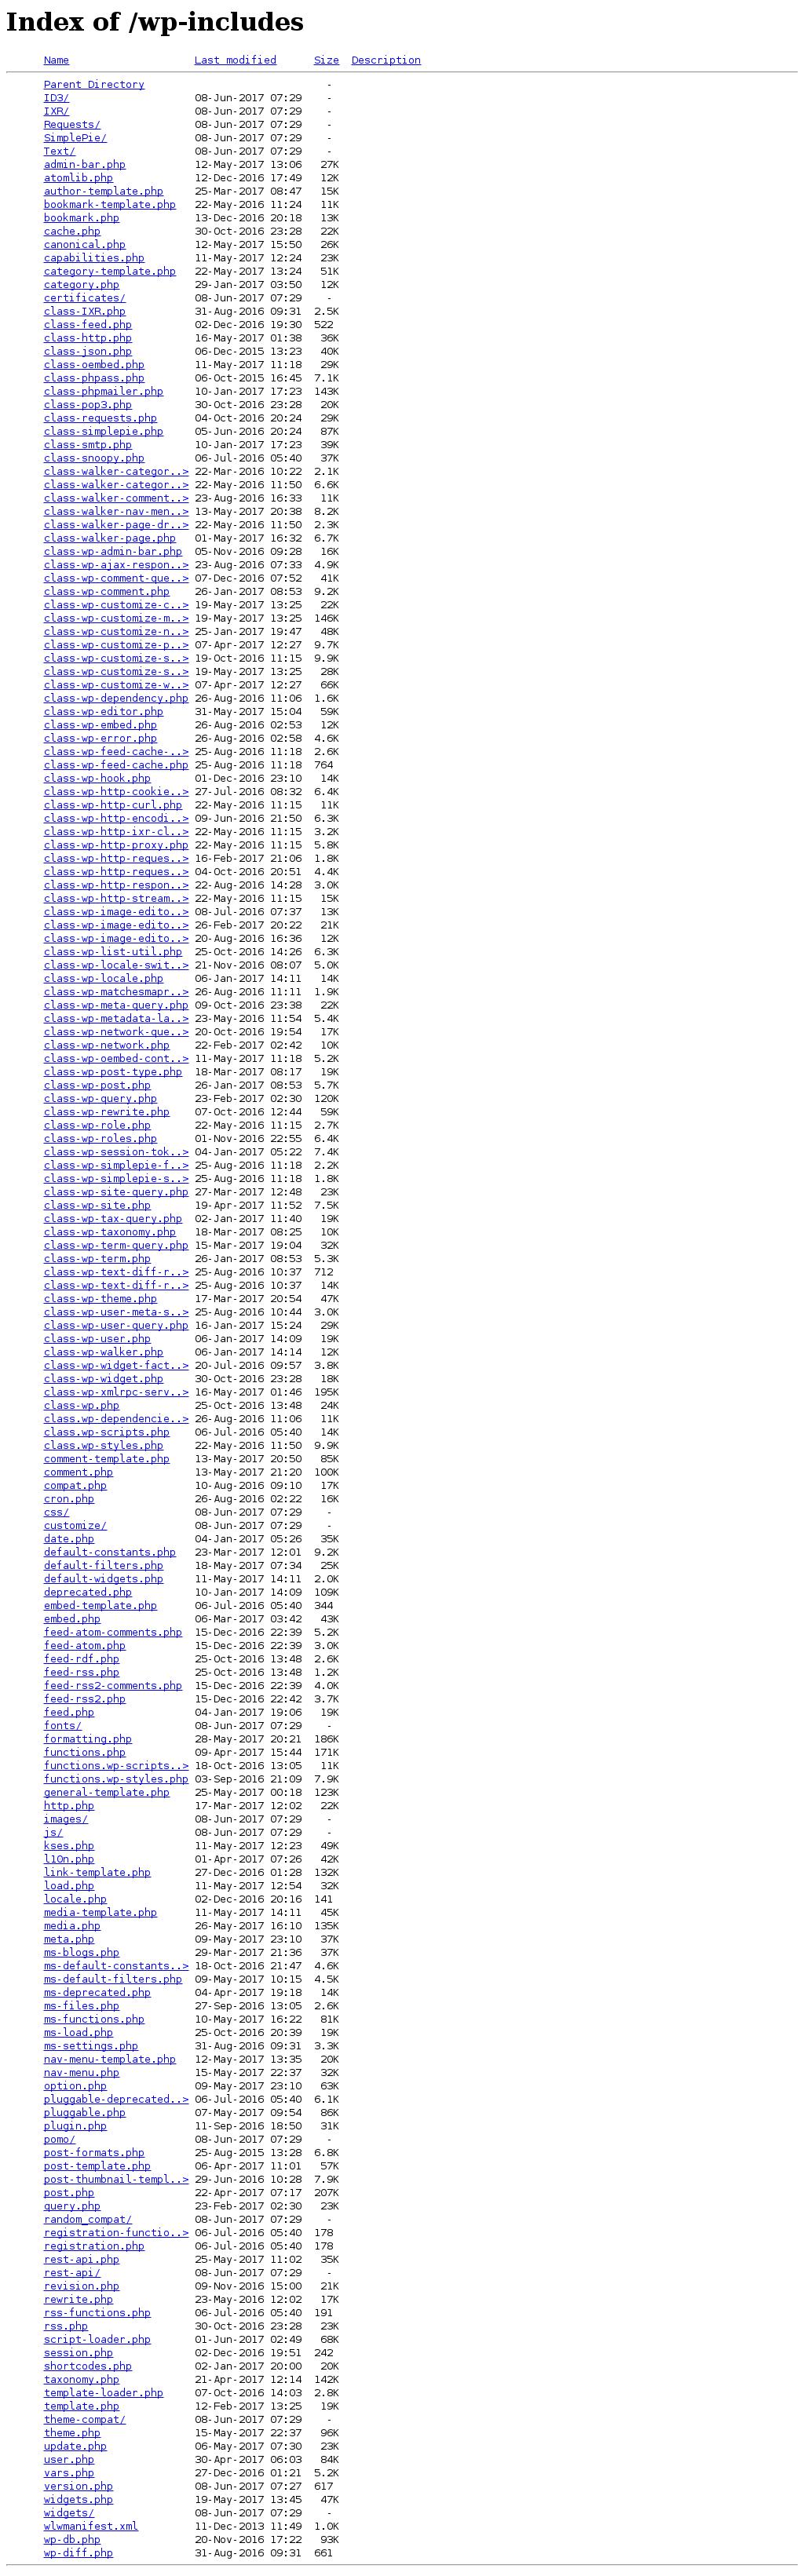 Index of /wp-includes
Name Last modified Size Description
Parent Directory -
ID3/ 08-Jun-2017 07:29 -
IXR/ 08-Jun-2017 07:29 -
Requests/ 08-Jun-2017 07:29 -
SimplePie/ 08-Jun-2017 07:29 -
Text/ 08-Jun-2017 07:29 -
admin-bar.php 12-May-2017 13:06 27K
atomlib.php 12-Dec-2016 17:49 12K
author-template.php 25-Mar-2017 08:47 15K
bookmark-template.php 22-May-2016 11:24 11K
bookmark.php 13-Dec-2016 20:18 13K
cache.php 30-Oct-2016 23:28 22K
canonical.php 12-May-2017 15:50 26K
capabilities.php 11-May-2017 12:24 23K
category-template.php 22-May-2017 13:24 51K
category.php 29-Jan-2017 03:50 12K
certificates/ 08-Jun-2017 07:29 -
class-IXR.php 31-Aug-2016 09:31 2.5K
class-feed.php 02-Dec-2016 19:30 522
class-http.php 16-May-2017 01:38 36K
class-json.php 06-Dec-2015 13:23 40K
class-oembed.php 11-May-2017 11:18 29K
class-phpass.php 06-Oct-2015 16:45 7.1K
class-phpmailer.php 10-Jan-2017 17:23 143K
class-pop3.php 30-Oct-2016 23:28 20K
class-requests.php 04-Oct-2016 20:24 29K
class-simplepie.php 05-Jun-2016 20:24 87K
class-smtp.php 10-Jan-2017 17:23 39K
class-snoopy.php 06-Jul-2016 05:40 37K
class-walker-categor..> 22-Mar-2016 10:22 2.1K
class-walker-categor..> 22-May-2016 11:50 6.6K
class-walker-comment..> 23-Aug-2016 16:33 11K
class-walker-nav-men..> 13-May-2017 20:38 8.2K
class-walker-page-dr..> 22-May-2016 11:50 2.3K
class-walker-page.php 01-May-2017 16:32 6.7K
class-wp-admin-bar.php 05-Nov-2016 09:28 16K
class-wp-ajax-respon..> 23-Aug-2016 07:33 4.9K
class-wp-comment-que..> 07-Dec-2016 07:52 41K
class-wp-comment.php 26-Jan-2017 08:53 9.2K
class-wp-customize-c..> 19-May-2017 13:25 22K
class-wp-customize-m..> 19-May-2017 13:25 146K
class-wp-customize-n..> 25-Jan-2017 19:47 48K
class-wp-customize-p..> 07-Apr-2017 12:27 9.7K
class-wp-customize-s..> 19-Oct-2016 11:15 9.9K
class-wp-customize-s..> 19-May-2017 13:25 28K
class-wp-customize-w..> 07-Apr-2017 12:27 66K
class-wp-dependency.php 26-Aug-2016 11:06 1.6K
class-wp-editor.php 31-May-2017 15:04 59K
class-wp-embed.php 26-Aug-2016 02:53 12K
class-wp-error.php 26-Aug-2016 02:58 4.6K
class-wp-feed-cache-..> 25-Aug-2016 11:18 2.6K
class-wp-feed-cache.php 25-Aug-2016 11:18 764
class-wp-hook.php 01-Dec-2016 23:10 14K
class-wp-http-cookie..> 27-Jul-2016 08:32 6.4K
class-wp-http-curl.php 22-May-2016 11:15 11K
class-wp-http-encodi..> 09-Jun-2016 21:50 6.3K
class-wp-http-ixr-cl..> 22-May-2016 11:15 3.2K
class-wp-http-proxy.php 22-May-2016 11:15 5.8K
class-wp-http-reques..> 16-Feb-2017 21:06 1.8K
class-wp-http-reques..> 04-Oct-2016 20:51 4.4K
class-wp-http-respon..> 22-Aug-2016 14:28 3.0K
class-wp-http-stream..> 22-May-2016 11:15 15K
class-wp-image-edito..> 08-Jul-2016 07:37 13K
class-wp-image-edito..> 26-Feb-2017 20:22 21K
class-wp-image-edito..> 20-Aug-2016 16:36 12K
class-wp-list-util.php 25-Oct-2016 14:26 6.3K
class-wp-locale-swit..> 21-Nov-2016 08:07 5.0K
class-wp-locale.php 06-Jan-2017 14:11 14K
class-wp-matchesmapr..> 26-Aug-2016 11:11 1.9K
class-wp-meta-query.php 09-Oct-2016 23:38 22K
class-wp-metadata-la..> 23-May-2016 11:54 5.4K
class-wp-network-que..> 20-Oct-2016 19:54 17K
class-wp-network.php 22-Feb-2017 02:42 10K
class-wp-oembed-cont..> 11-May-2017 11:18 5.2K
class-wp-post-type.php 18-Mar-2017 08:17 19K
class-wp-post.php 26-Jan-2017 08:53 5.7K
class-wp-query.php 23-Feb-2017 02:30 120K
class-wp-rewrite.php 07-Oct-2016 12:44 59K
class-wp-role.php 22-May-2016 11:15 2.7K
class-wp-roles.php 01-Nov-2016 22:55 6.4K
class-wp-session-tok..> 04-Jan-2017 05:22 7.4K
class-wp-simplepie-f..> 25-Aug-2016 11:18 2.2K
class-wp-simplepie-s..> 25-Aug-2016 11:18 1.8K
class-wp-site-query.php 27-Mar-2017 12:48 23K
class-wp-site.php 19-Apr-2017 11:52 7.5K
class-wp-tax-query.php 02-Jan-2017 11:40 19K
class-wp-taxonomy.php 18-Mar-2017 08:25 10K
class-wp-term-query.php 15-Mar-2017 19:04 32K
class-wp-term.php 26-Jan-2017 08:53 5.3K
class-wp-text-diff-r..> 25-Aug-2016 10:37 712
class-wp-text-diff-r..> 25-Aug-2016 10:37 14K
class-wp-theme.php 17-Mar-2017 20:54 47K
class-wp-user-meta-s..> 25-Aug-2016 10:44 3.0K
class-wp-user-query.php 16-Jan-2017 15:24 29K
class-wp-user.php 06-Jan-2017 14:09 19K
class-wp-walker.php 06-Jan-2017 14:14 12K
class-wp-widget-fact..> 20-Jul-2016 09:57 3.8K
class-wp-widget.php 30-Oct-2016 23:28 18K
class-wp-xmlrpc-serv..> 16-May-2017 01:46 195K
class-wp.php 25-Oct-2016 13:48 24K
class.wp-dependencie..> 26-Aug-2016 11:06 11K
class.wp-scripts.php 06-Jul-2016 05:40 14K
class.wp-styles.php 22-May-2016 11:50 9.9K
comment-template.php 13-May-2017 20:50 85K
comment.php 13-May-2017 21:20 100K
compat.php 10-Aug-2016 09:10 17K
cron.php 26-Aug-2016 02:22 16K
css/ 08-Jun-2017 07:29 -
customize/ 08-Jun-2017 07:29 -
date.php 04-Jan-2017 05:26 35K
default-constants.php 23-Mar-2017 12:01 9.2K
default-filters.php 18-May-2017 07:34 25K
default-widgets.php 11-May-2017 14:11 2.0K
deprecated.php 10-Jan-2017 14:09 109K
embed-template.php 06-Jul-2016 05:40 344
embed.php 06-Mar-2017 03:42 43K
feed-atom-comments.php 15-Dec-2016 22:39 5.2K
feed-atom.php 15-Dec-2016 22:39 3.0K
feed-rdf.php 25-Oct-2016 13:48 2.6K
feed-rss.php 25-Oct-2016 13:48 1.2K
feed-rss2-comments.php 15-Dec-2016 22:39 4.0K
feed-rss2.php 15-Dec-2016 22:42 3.7K
feed.php 04-Jan-2017 19:06 19K
fonts/ 08-Jun-2017 07:29 -
formatting.php 28-May-2017 20:21 186K
functions.php 09-Apr-2017 15:44 171K
functions.wp-scripts..> 18-Oct-2016 13:05 11K
functions.wp-styles.php 03-Sep-2016 21:09 7.9K
general-template.php 25-May-2017 00:18 123K
http.php 17-Mar-2017 12:02 22K
images/ 08-Jun-2017 07:29 -
js/ 08-Jun-2017 07:29 -
kses.php 11-May-2017 12:23 49K
l10n.php 01-Apr-2017 07:26 42K
link-template.php 27-Dec-2016 01:28 132K
load.php 11-May-2017 12:54 32K
locale.php 02-Dec-2016 20:16 141
media-template.php 11-May-2017 14:11 45K
media.php 26-May-2017 16:10 135K
meta.php 09-May-2017 23:10 37K
ms-blogs.php 29-Mar-2017 21:36 37K
ms-default-constants..> 18-Oct-2016 21:47 4.6K
ms-default-filters.php 09-May-2017 10:15 4.5K
ms-deprecated.php 04-Apr-2017 19:18 14K
ms-files.php 27-Sep-2016 13:05 2.6K
ms-functions.php 10-May-2017 16:22 81K
ms-load.php 25-Oct-2016 20:39 19K
ms-settings.php 31-Aug-2016 09:31 3.3K
nav-menu-template.php 12-May-2017 13:35 20K
nav-menu.php 15-May-2017 22:37 32K
option.php 09-May-2017 23:10 63K
pluggable-deprecated..> 06-Jul-2016 05:40 6.1K
pluggable.php 07-May-2017 09:54 86K
plugin.php 11-Sep-2016 18:50 31K
pomo/ 08-Jun-2017 07:29 -
post-formats.php 25-Aug-2015 13:28 6.8K
post-template.php 06-Apr-2017 11:01 57K
post-thumbnail-templ..> 29-Jun-2016 10:28 7.9K
post.php 22-Apr-2017 07:17 207K
query.php 23-Feb-2017 02:30 23K
random_compat/ 08-Jun-2017 07:29 -
registration-functio..> 06-Jul-2016 05:40 178
registration.php 06-Jul-2016 05:40 178
rest-api.php 25-May-2017 11:02 35K
rest-api/ 08-Jun-2017 07:29 -
revision.php 09-Nov-2016 15:00 21K
rewrite.php 23-May-2016 12:02 17K
rss-functions.php 06-Jul-2016 05:40 191
rss.php 30-Oct-2016 23:28 23K
script-loader.php 01-Jun-2017 02:49 68K
session.php 02-Dec-2016 19:51 242
shortcodes.php 02-Jan-2017 20:00 20K
taxonomy.php 21-Apr-2017 12:14 142K
template-loader.php 07-Oct-2016 14:03 2.8K
template.php 12-Feb-2017 13:25 19K
theme-compat/ 08-Jun-2017 07:29 -
theme.php 15-May-2017 22:37 96K
update.php 06-May-2017 07:30 23K
user.php 30-Apr-2017 06:03 84K
vars.php 27-Dec-2016 01:21 5.2K
version.php 08-Jun-2017 07:27 617
widgets.php 19-May-2017 13:45 47K
widgets/ 08-Jun-2017 07:29 -
wlwmanifest.xml 11-Dec-2013 11:49 1.0K
wp-db.php 20-Nov-2016 17:22 93K
wp-diff.php 31-Aug-2016 09:31 661